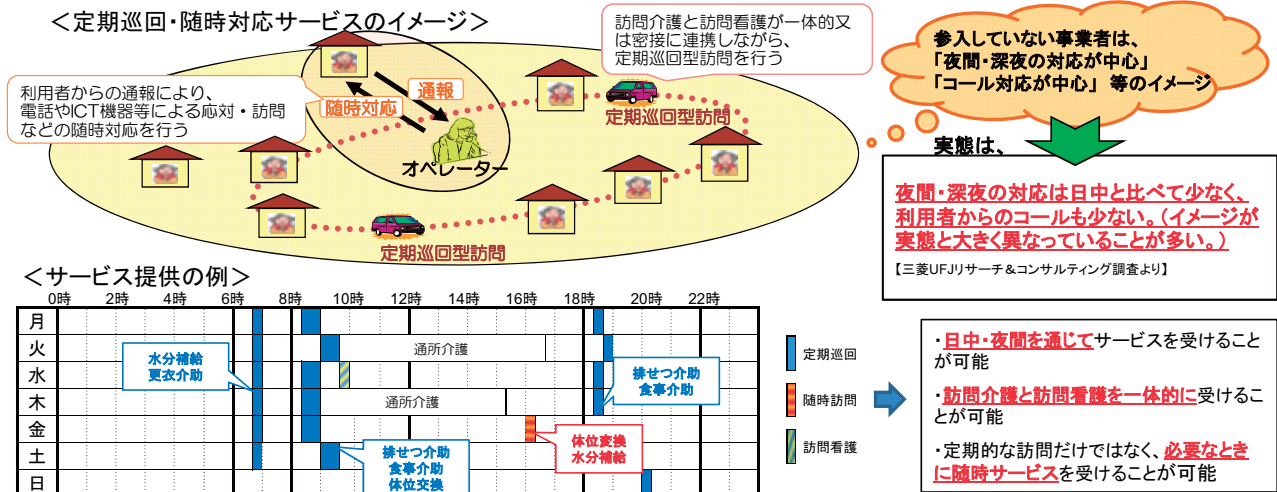 ＜定期巡回・随時対応サービスのイメージ＞
訪問介護と訪問看護が一体的又
は密接に連携しながら、
定期巡回型訪問を行う
利用者からの通報により、
電話やICT機器等による応対・訪問
などの随時対応を行う
通報
随時対応
オペレーター
定期巡回型訪問
定期巡回型訪問
参入していない事業者は、
「夜間・深夜の対応が中心」
「コール対応が中心」 等のイメージ
実態は、
夜間・深夜の対応は日中と比べて少なく、
利用者からのコールも少ない。（イメージが
実態と大きく異なっていることが多い。）
【三菱UFJリサーチ＆コンサルティング調査より】
＜サービス提供の例＞
0時 2時 4時 6時 8時 10時 12時 14時 16時 18時 20時 22時
月
火
通所介護
水
木
通所介護
金
土
日
水分補給
更衣介助
排せつ介助
食事介助
体位変換
水分補給
排せつ介助
食事介助
体位交換
定期巡回
随時訪問
訪問看護
・日中・夜間を通じてサービスを受けること
が可能
・訪問介護と訪問看護を一体的に受けるこ
とが可能
・定期的な訪問だけではなく、必要なとき
に随時サービスを受けることが可能